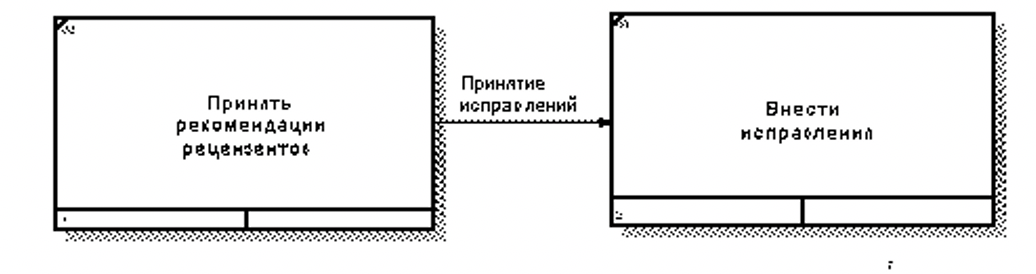 Принять
рекомендации
рецензентов
Принятие
исправлений
Внести
исправления